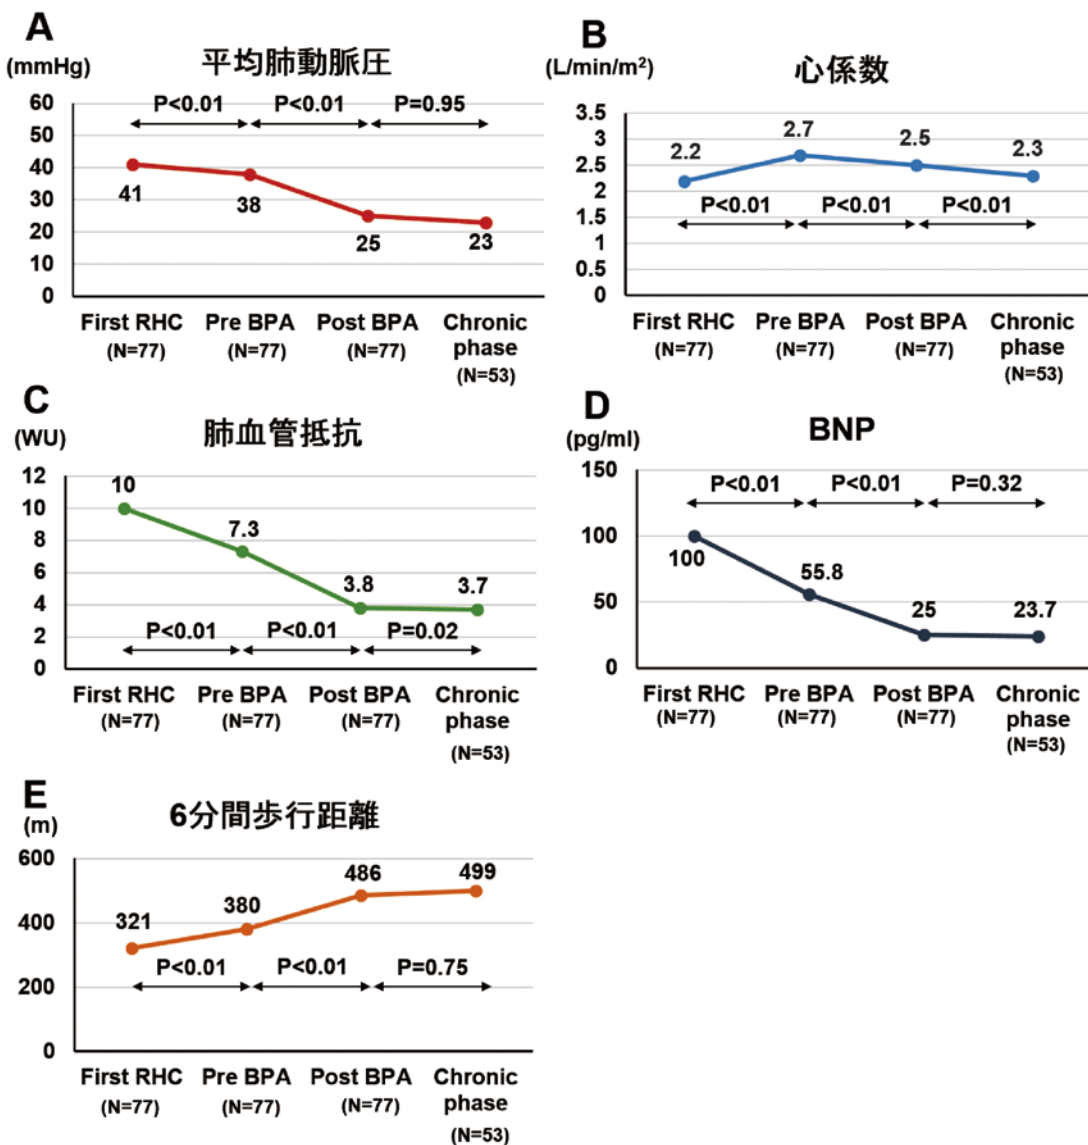 A
(mmHg)
平均肺動脈圧
60
50
40
30
20
10
0
P<0.01
P<0.01
P=0.95
41
38
25
23
First RHC
(N=77)
Pre BPA
(N=77)
Post BPA
(N=77)
Chronic
phase
(N=53)
B
(L/min/m²)
心係数
3.5
3
2.5
2
1.5
1
0.5
0
2.2
2.7
2.5
2.3
P<0.01
P<0.01
P<0.01
First RHC
(N=77)
Pre BPA
(N=77)
Post BPA
(N=77)
Chronic
phase
(N=53)
C
(WU)
肺血管抵抗
12
10
8
6
4
2
0
10
7.3
3.8
3.7
P<0.01
P<0.01
P=0.02
First RHC
(N=77)
Pre BPA
(N=77)
Post BPA
(N=77)
Chronic
phase
(N=53)
D
(pg/ml)
BNP
150
100
50
0
P<0.01
P<0.01
P=0.32
100
55.8
25
23.7
First RHC
(N=77)
Pre BPA
(N=77)
Post BPA
(N=77)
Chronic
phase
(N=53)
E
(m)
6分間歩行距離
600
400
200
0
321
380
486
499
P<0.01
P<0.01
P=0.75
First RHC
(N=77)
Pre BPA
(N=77)
Post BPA
(N=77)
Chronic
phase
(N=53)